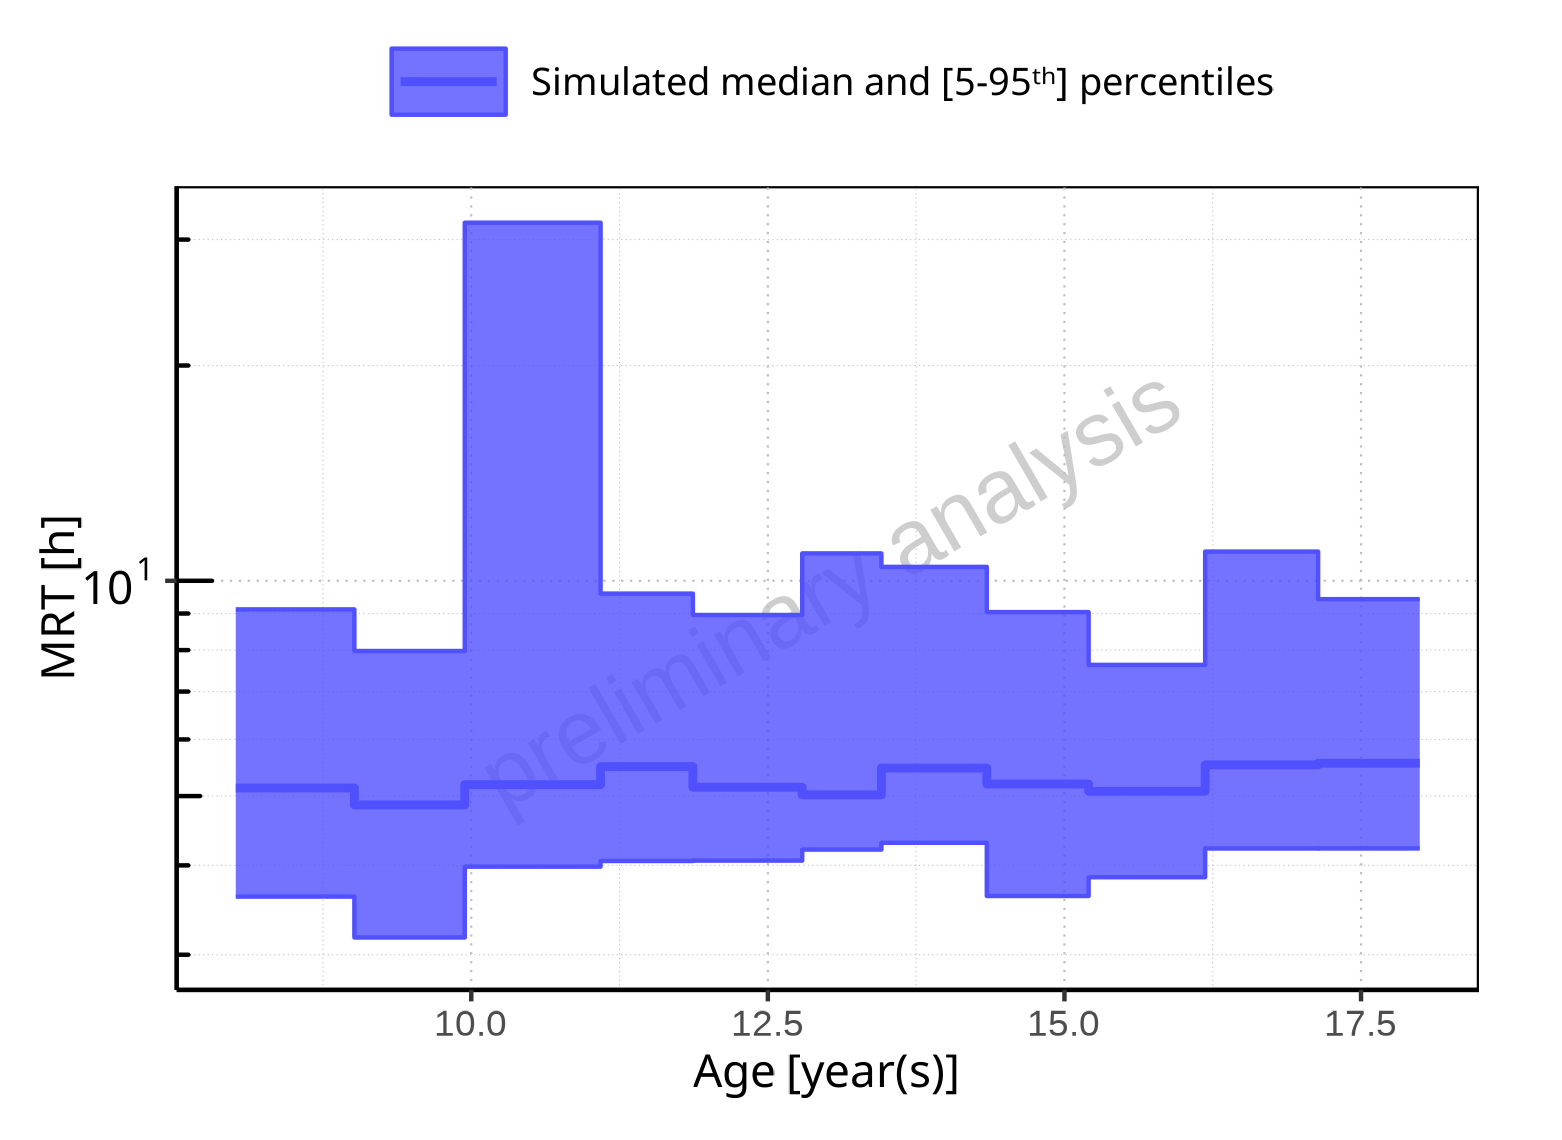 Simulated median and [5-95ᵗʰ] percentiles
MRT [h]
10¹
preliminary analysis
10.0 12.5 15.0 17.5
Age [year(s)]